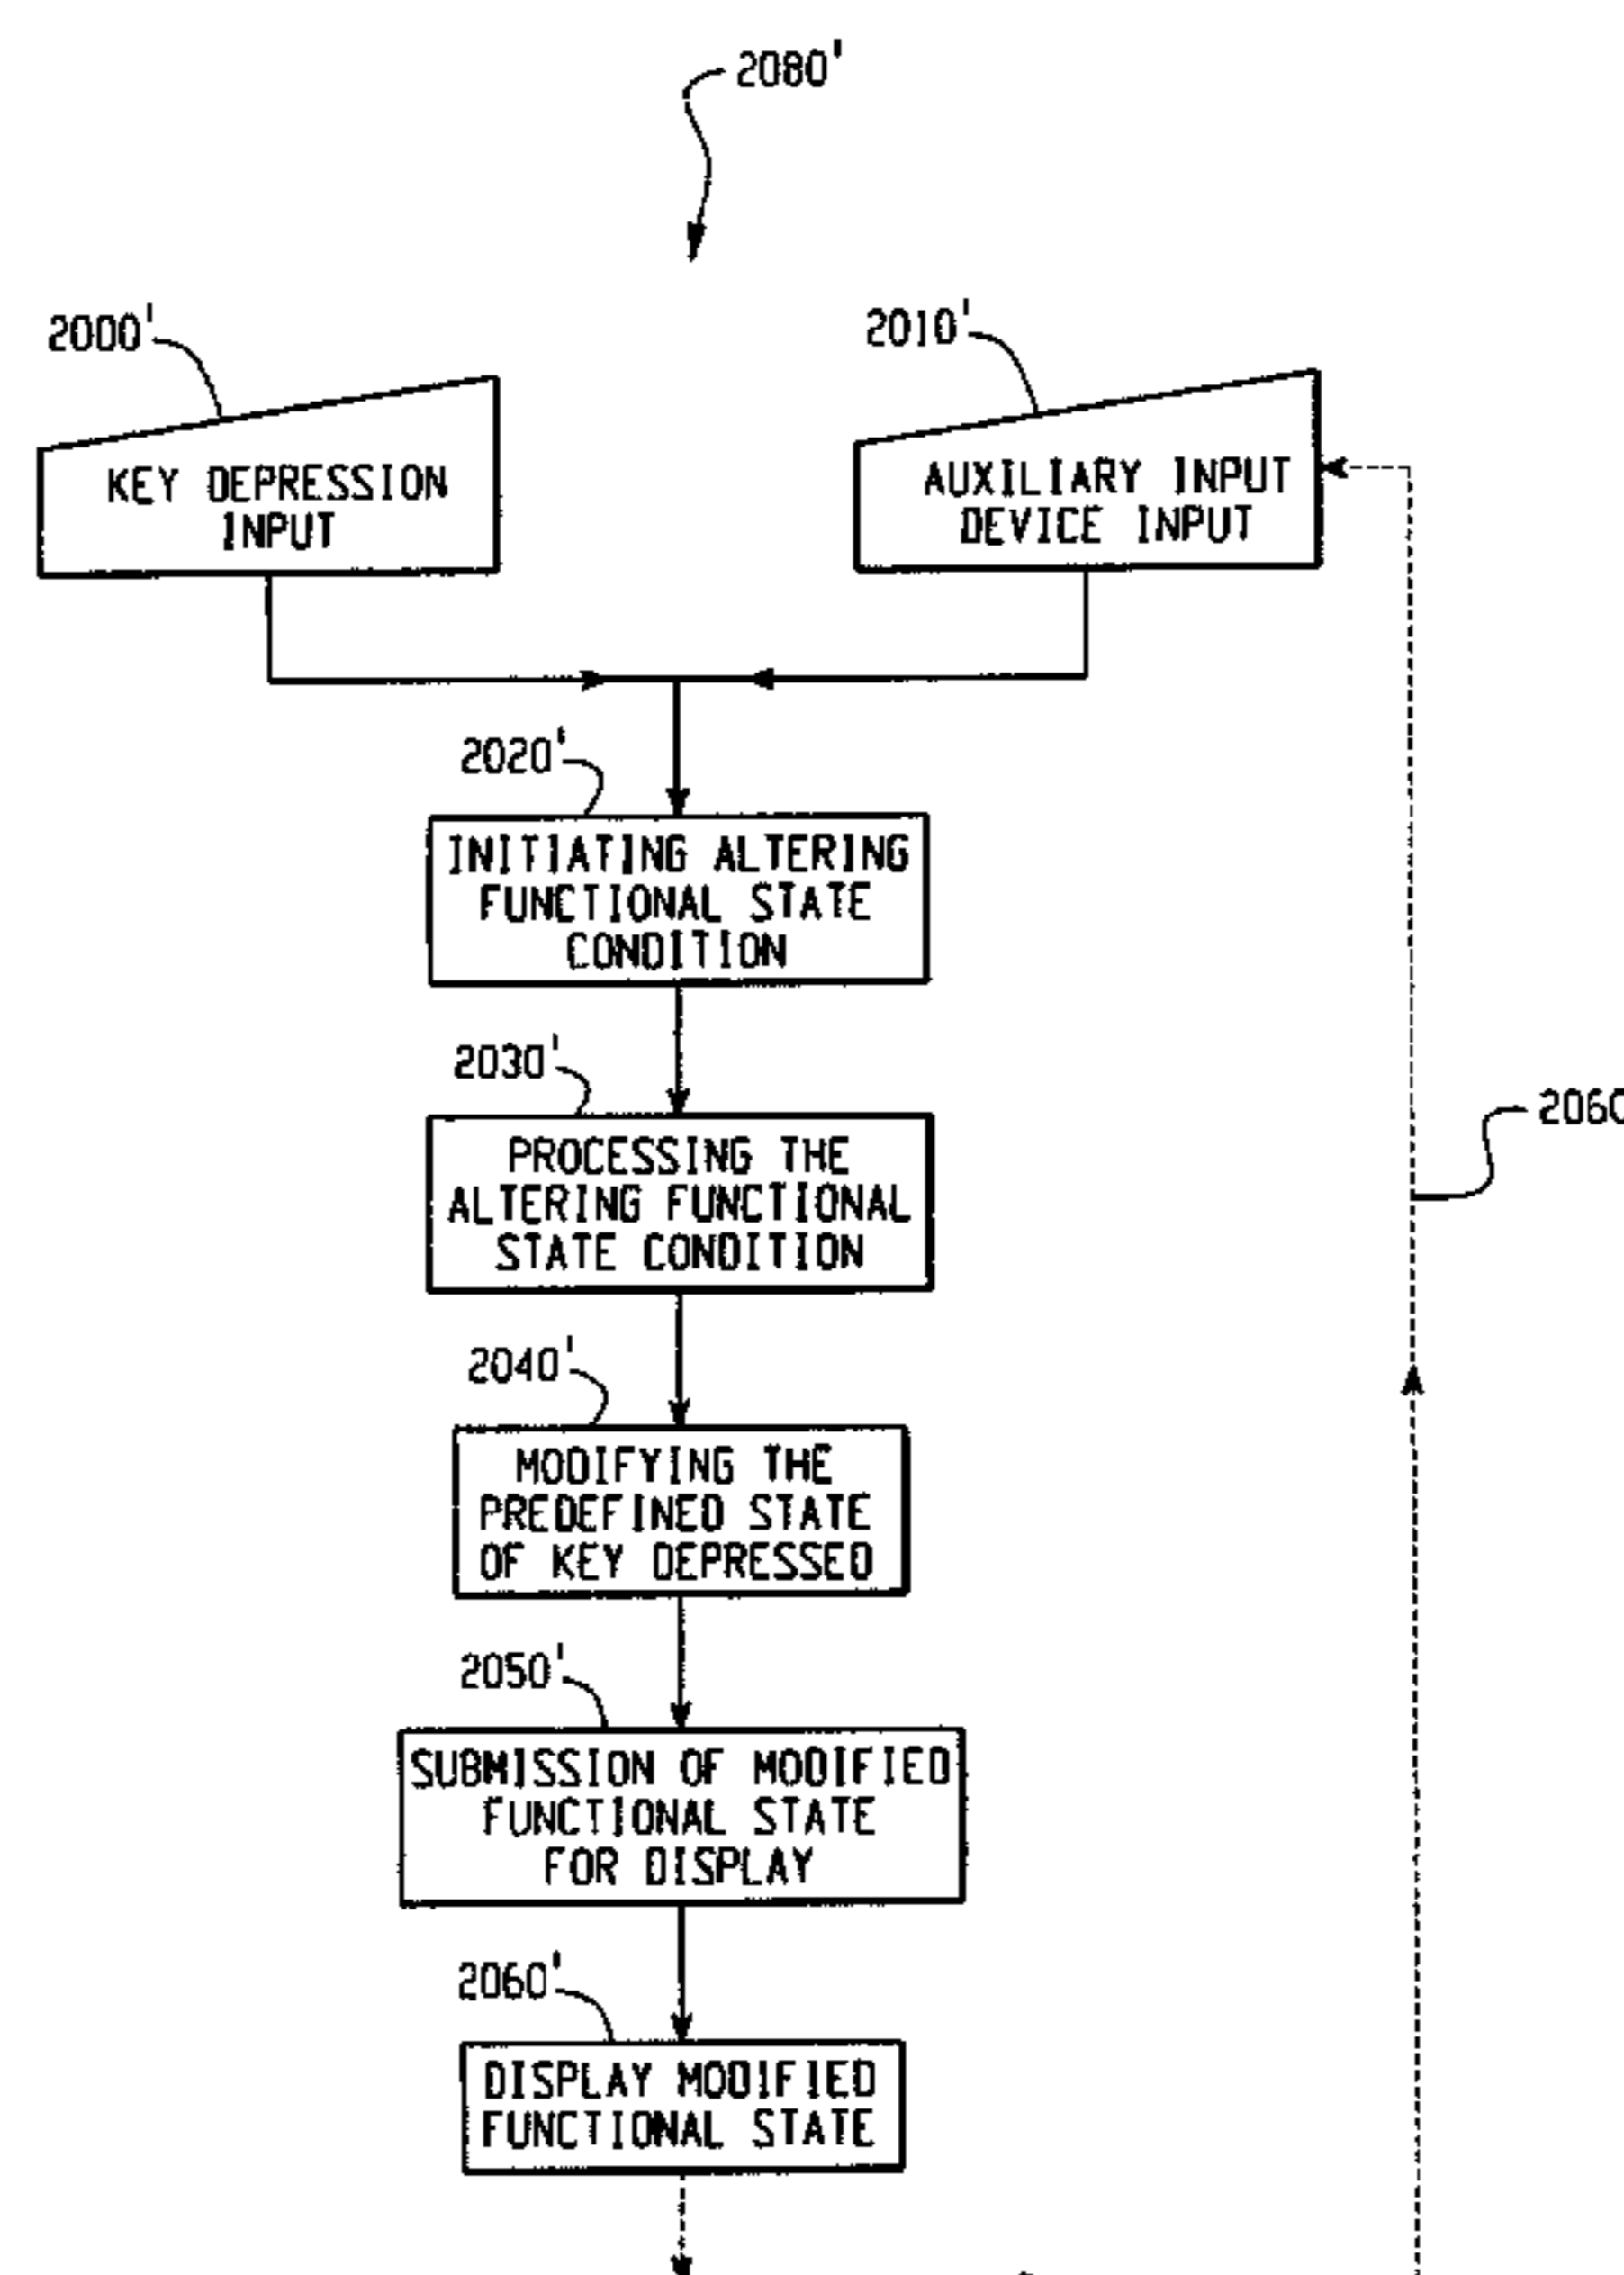 2080'
2000'
2010'
KEY DEPRESSION
INPUT
AUXILIARY INPUT
DEVICE INPUT
2020'
INITIATING ALTERING
FUNCTIONAL STATE
CONDITION
2030'
PROCESSING THE
ALTERING FUNCTIONAL
STATE CONDITION
2060
2040'
MODIFYING THE
PREDEFINED STATE
OF KEY DEPRESSED
2050'
SUBMISSION OF MODIFIED
FUNCTIONAL STATE
FOR DISPLAY
2060'
DISPLAY MODIFIED
FUNCTIONAL STATE